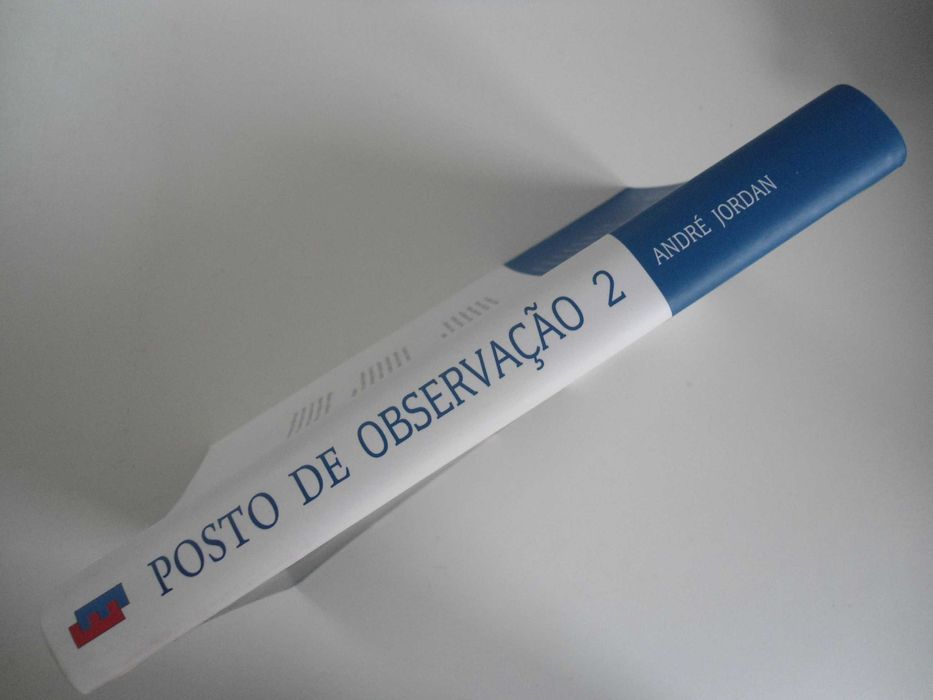 POSTO DE OBSERVAÇÃO 2
ANDRÉ JORDAN